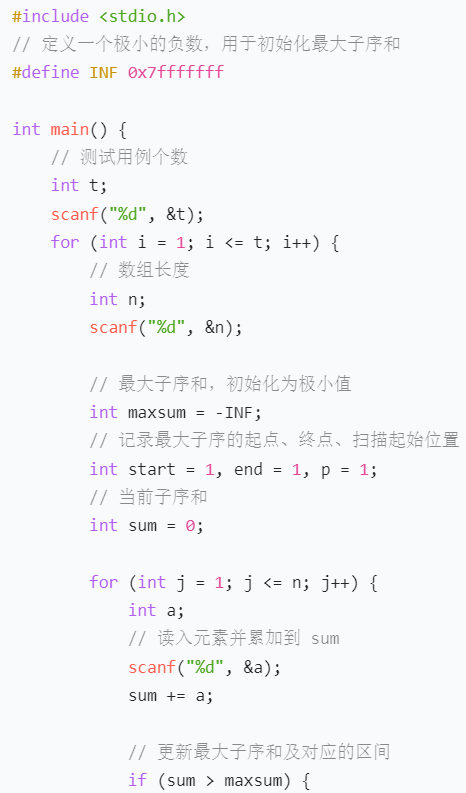 #include <stdio.h>
// 定义一个极小的负数，用于初始化最大子序和
#define INF 0x7fffffff

int main() {
    // 测试用例个数
    int t;
    scanf("%d", &t);
    for (int i = 1; i <= t; i++) {
        // 数组长度
        int n;
        scanf("%d", &n);

        // 最大子序和，初始化为极小值
        int maxsum = -INF;
        // 记录最大子序的起点、终点、扫描起始位置
        int start = 1, end = 1, p = 1;
        // 当前子序和
        int sum = 0;

        for (int j = 1; j <= n; j++) {
            int a;
            // 读入元素并累加到 sum
            scanf("%d", &a);
            sum += a;

            // 更新最大子序和及对应的区间
            if (sum > maxsum) {